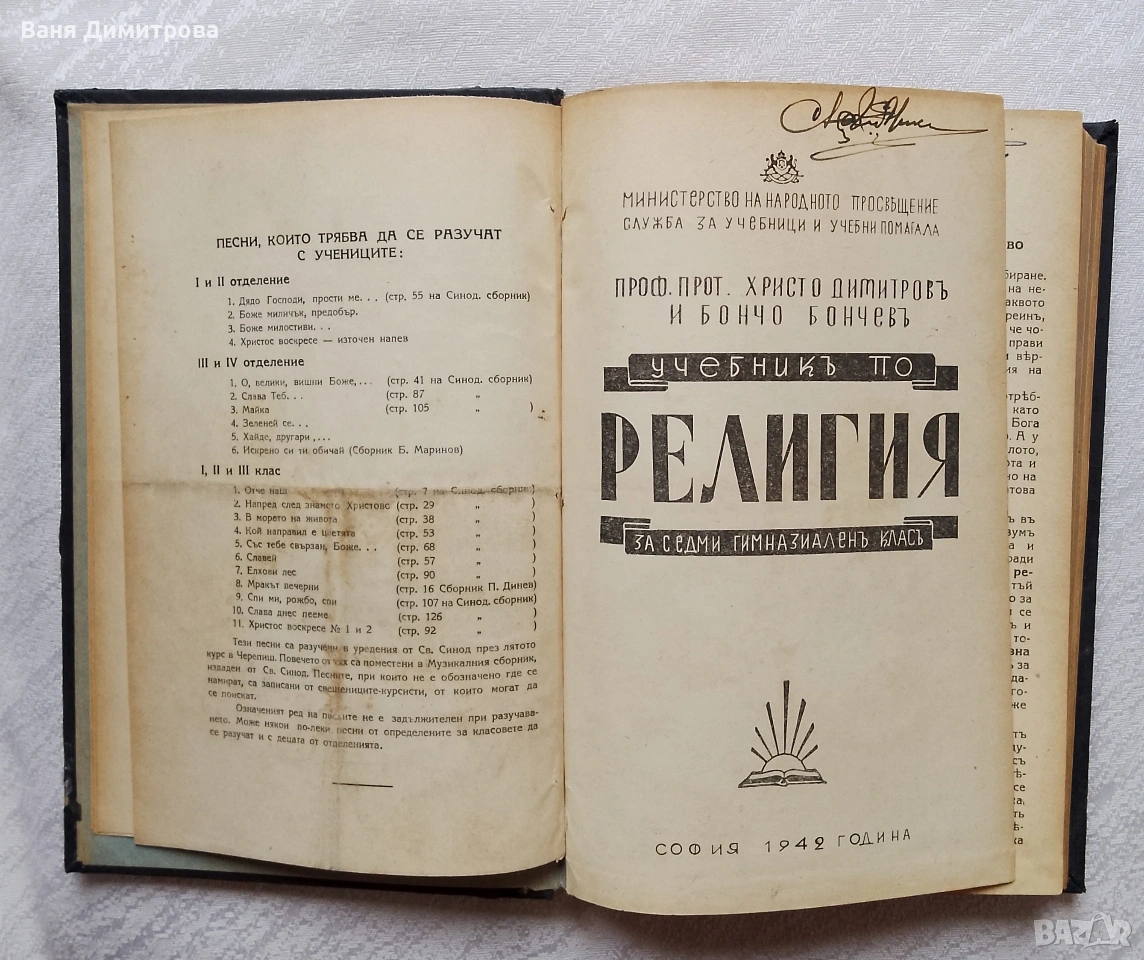 Ваня Димитрова
ПЕСНИ, КОИТО ТРЯБВА ДА СЕ РАЗУЧАТ
С УЧЕНИЦИТЕ:
I и II отделение
1. Дядо Господи, прости ме. . . (стр. 55 на Синод. сборник)
2. Боже миличък, предобър.
3. Боже милостиви. . .
4. Христос воскресе — източен напев
III и IV отделение
1. О, велики, вишни Боже, . . . (стр. 41 на Синод. сборник)
2. Слава Теб. . . (стр. 87 „ )
3. Майка (стр. 105 „ )
4. Зеленей се. . .
5. Хайде, другари , . . .
6. Искрено си ти обичай (Сборник Б. Маринов)
I, II и III клас
1. Отче наш (стр. 7 на Синод. сборник)
2. Напред след знамето Христово (стр. 29 „ )
3. В морето на живота (стр. 38 „ )
4. Кой направил е цветята (стр. 53 „ )
5. Със тебе свързан, Боже. . . (стр. 68 „ )
6. Славей (стр. 57 „ )
7. Елхови лес (стр. 90 „ )
8. Мракът вечерни (стр. 16 Сборник П. Динев)
9. Спи ми, рожбо, спи (стр. 107 на Синод. сборник)
10. Слава днес пееме (стр. 126 „ )
11. Христос воскресе № 1 и 2 (стр. 92 „ )
Тези песни са разучени в уредения от Св. Синод през лятото
курс в Черепиш. Повечето от тях са поместени в Музикалния сборник,
издаден от Св. Синод. Песните, при които не е обозначено где се
намират, са записани от свещениците-курсисти, от които могат да
се поискат.
Означеният ред на песните не е задължителен при разучава-
нето. Може някои по-леки песни от определените за класовете да
се разучат и с децата от отделенията.
МИНИСТЕРСТВО НА НАРОДНОТО ПРОСВѢЩЕНИЕ
СЛУЖБА ЗА УЧЕБНИЦИ И УЧЕБНИ ПОМАГАЛА
ПРОФ. ПРОТ. ХРИСТО ДИМИТРОВЪ
И БОНЧО БОНЧЕВЪ
УЧЕБНИКЪ ПО
РЕЛИГИЯ
ЗА СЕДМИ ГИМНАЗИАЛЕНЪ КЛАСЪ
СОФИЯ 1942 ГОДИНА
BAZAR